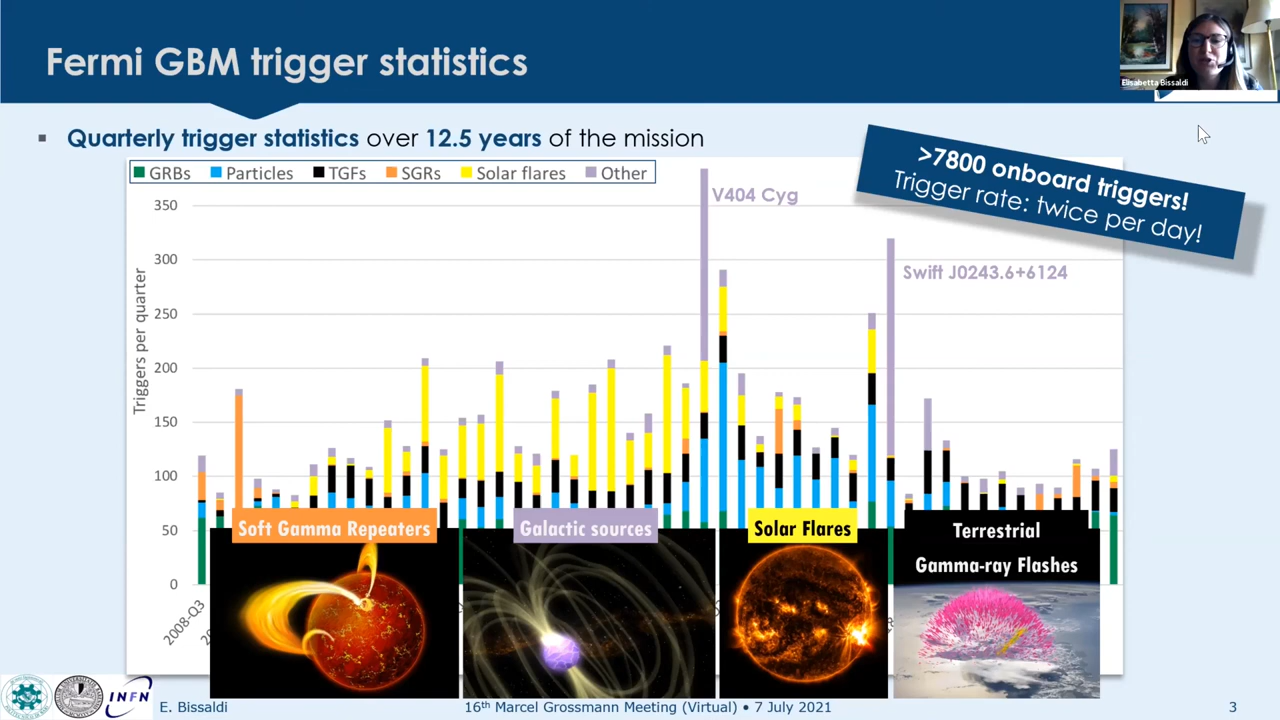 Fermi GBM trigger statistics
Elisabetta Bissaldi
▪ Quarterly trigger statistics over 12.5 years of the mission
>7800 onboard triggers!
Trigger rate: twice per day!
GRBs Particles TGFs SGRs Solar flares Other
V404 Cyg
Swift J0243.6+6124
Triggers per quarter
350
300
250
200
150
100
50
0
2008-Q3
Soft Gamma Repeaters
Galactic sources
Solar Flares
Terrestrial
Gamma-ray Flashes
INFN
E. Bissaldi
16th Marcel Grossmann Meeting (Virtual) • 7 July 2021
3